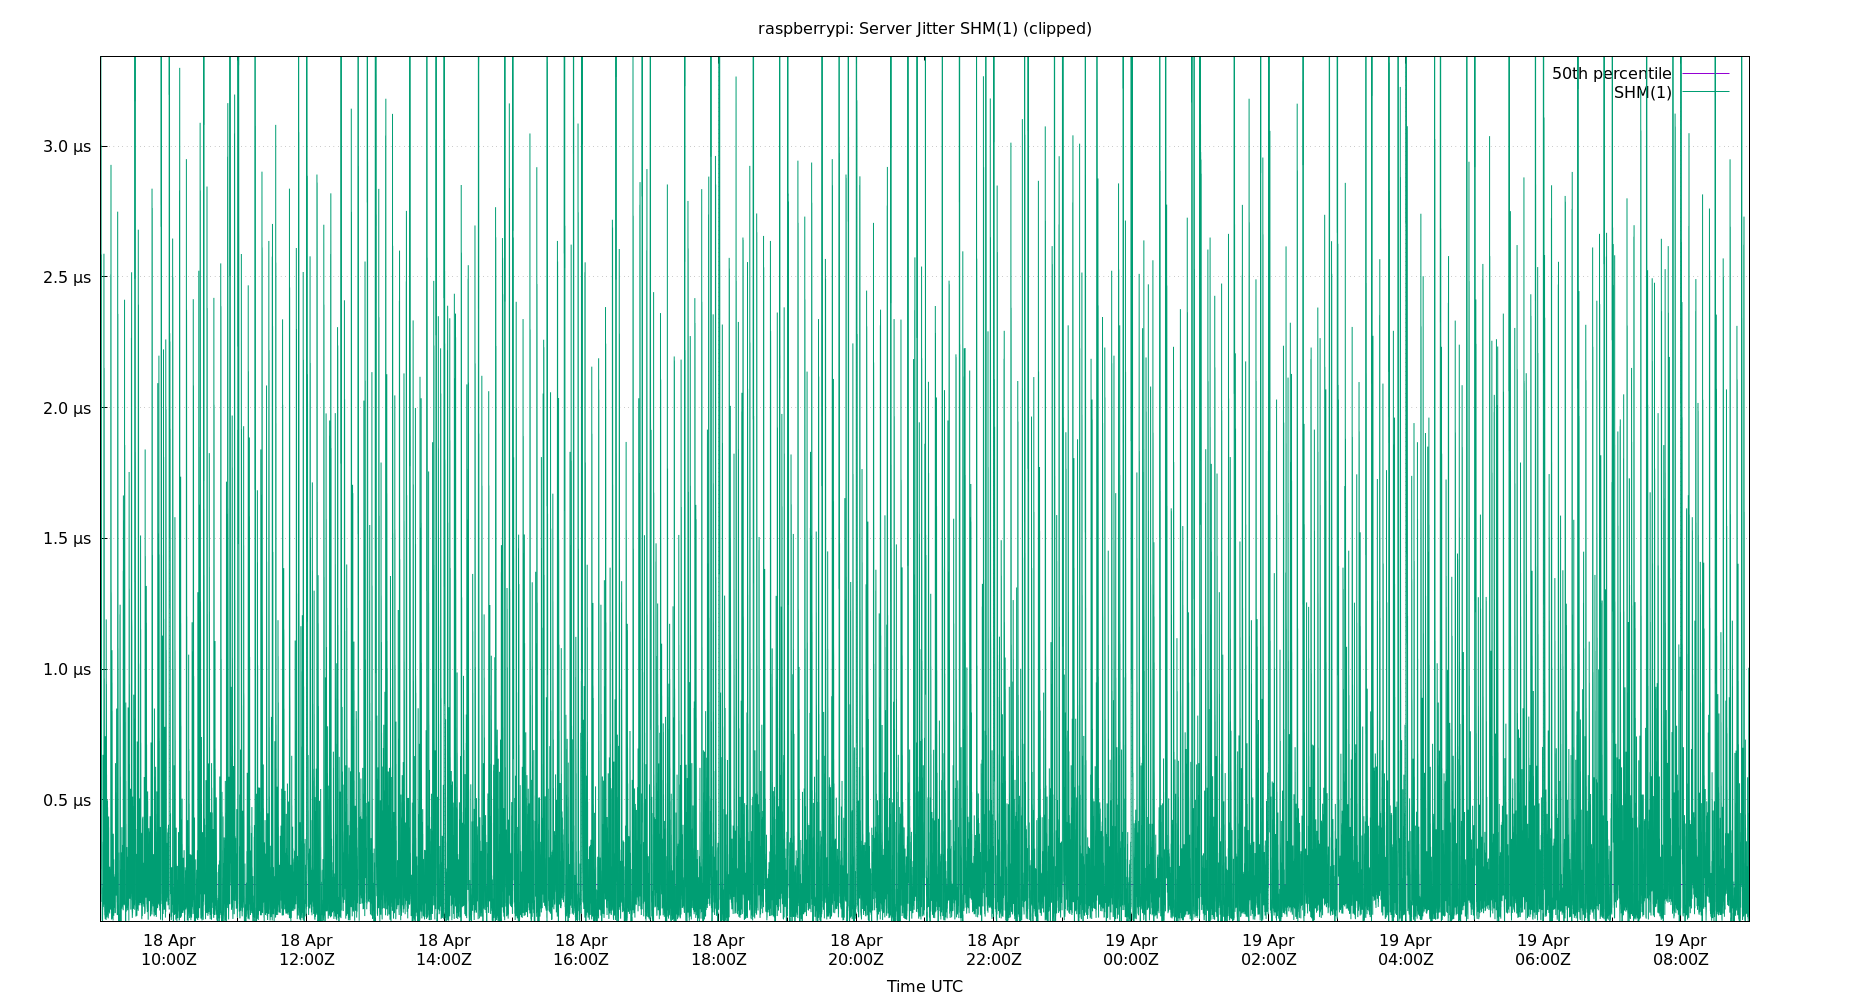 raspberrypi: Server Jitter SHM(1) (clipped)
50th percentile
SHM(1)
3.0 µs
2.5 µs
2.0 µs
1.5 µs
1.0 µs
0.5 µs
18 Apr 18 Apr 18 Apr 18 Apr 18 Apr 18 Apr 18 Apr 19 Apr 19 Apr 19 Apr 19 Apr 19 Apr
10:00Z 12:00Z 14:00Z 16:00Z 18:00Z 20:00Z 22:00Z 00:00Z 02:00Z 04:00Z 06:00Z 08:00Z
Time UTC